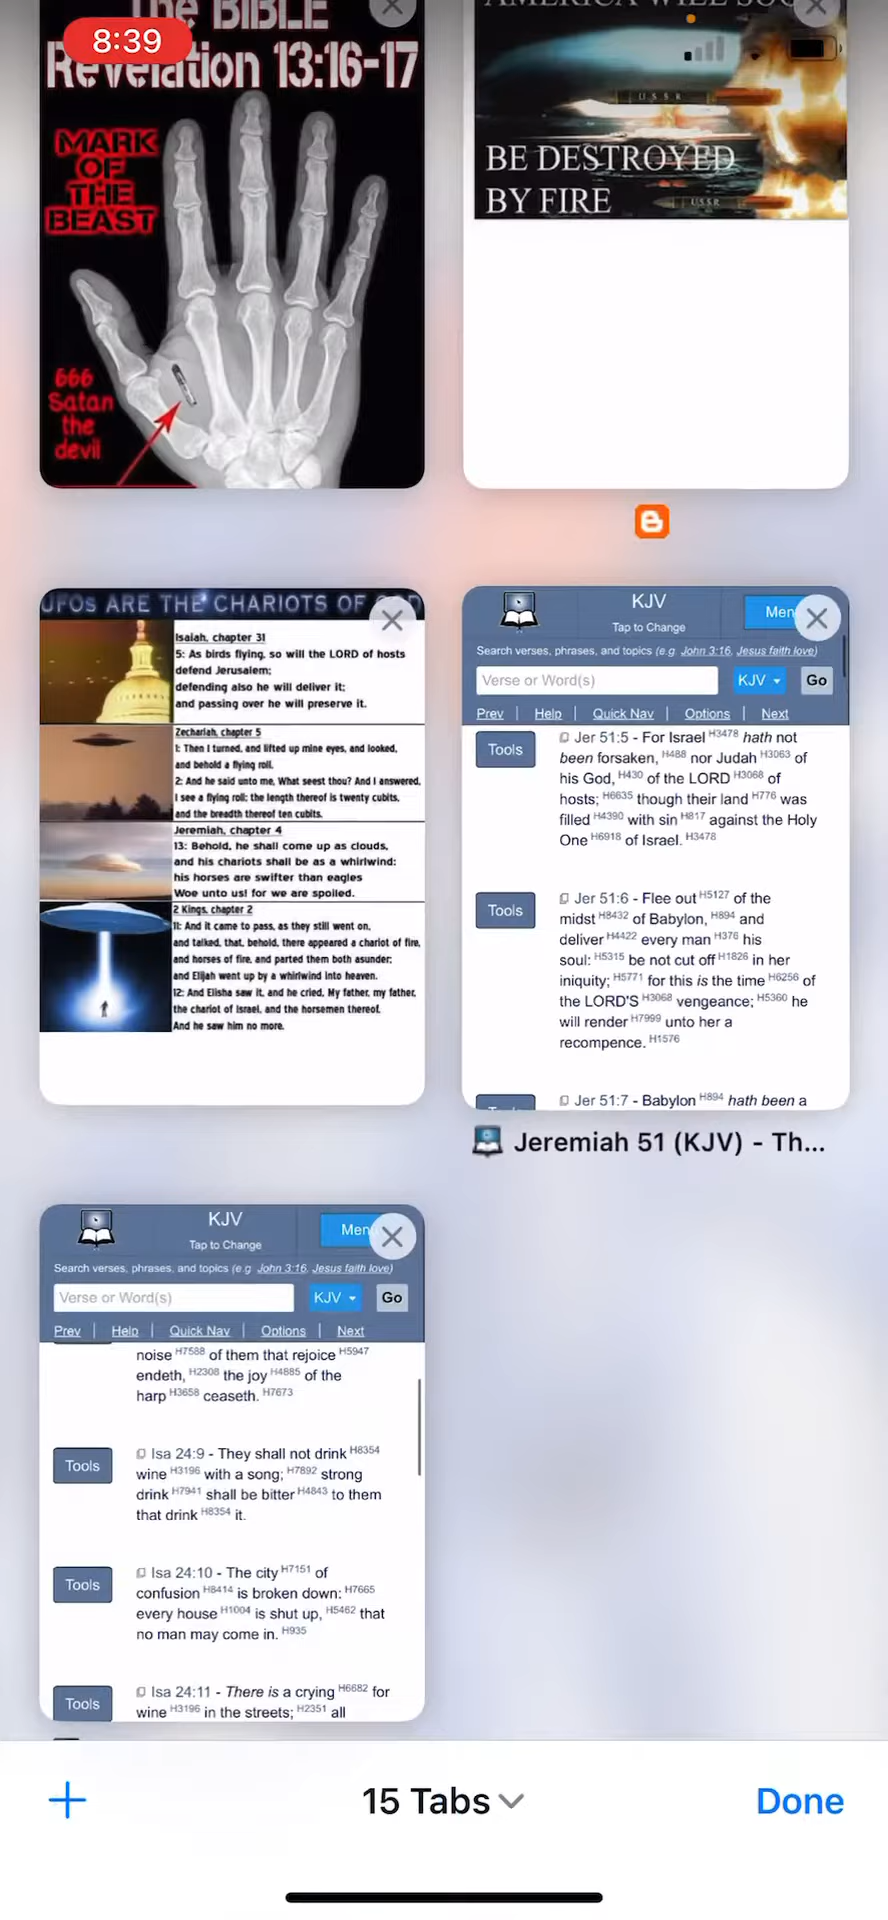 The BIBLE
8:39
Revelation 13:16-17
MARK
OF
THE
BEAST
666
Satan
the
devil
AMERICA WILL
USSR
BE DESTROYED
BY FIRE
USSR
UFOs ARE THE CHARIOTS OF
Isaiah, chapter 31
5: As birds flying, so will the LORD of hosts
defend Jerusalem;
defending also he will deliver it;
and passing over he will preserve it.
Zechariah, chapter 5
1: Then I turned, and lifted up mine eyes, and looked,
and behold a flying roll.
2: And he said unto me, What seest thou? And I answered,
I see a flying roll; the length thereof is twenty cubits,
and the breadth thereof ten cubits.
Jeremiah, chapter 4
13: Behold, he shall come up as clouds,
and his chariots shall be as a whirlwind:
his horses are swifter than eagles
Woe unto us! for we are spoiled.
2 Kings, chapter 2
11: And it came to pass, as they still went on,
and talked, that, behold, there appeared a chariot of fire,
and horses of fire, and parted them both asunder;
and Elijah went up by a whirlwind into heaven.
12: And Elisha saw it, and he cried, My father, my father,
the chariot of Israel, and the horsemen thereof.
And he saw him no more.
KJV
Men
Tap to Change
Search verses, phrases, and topics (e.g John 3:16, Jesus faith love)
Verse or Word(s)
KJV
Go
Prev | Help | Quick Nav | Options | Next
Tools
Jer 51:5 - For Israel H3478 hath not
been forsaken, H488 nor Judah H3063 of
his God, H430 of the LORD H3068 of
hosts; H6635 though their land H776 was
filled H4390 with sin H817 against the Holy
One H6918 of Israel. H3478
Tools
Jer 51:6 - Flee out H5127 of the
midst H8432 of Babylon, H894 and
deliver H4422 every man H376 his
soul: H5315 be not cut off H1826 in her
iniquity; H5771 for this is the time H6256 of
the LORD'S H3068 vengeance; H5360 he
will render H7999 unto her a
recompence. H1576
Jer 51:7 - Babylon H894 hath been a
Jeremiah 51 (KJV) - Th...
KJV
Men
Tap to Change
Search verses, phrases, and topics (e.g John 3:16, Jesus faith love)
Verse or Word(s)
KJV
Go
Prev | Help | Quick Nav | Options | Next
noise H7588 of them that rejoice H5947
endeth, H2308 the joy H4885 of the
harp H3658 ceaseth. H7673
Tools
Isa 24:9 - They shall not drink H8354
wine H3196 with a song; H7892 strong
drink H7941 shall be bitter H4843 to them
that drink H8354 it.
Tools
Isa 24:10 - The city H7151 of
confusion H8414 is broken down: H7665
every house H1004 is shut up, H5462 that
no man may come in. H935
Tools
Isa 24:11 - There is a crying H6682 for
wine H3196 in the streets; H2351 all
15 Tabs
Done